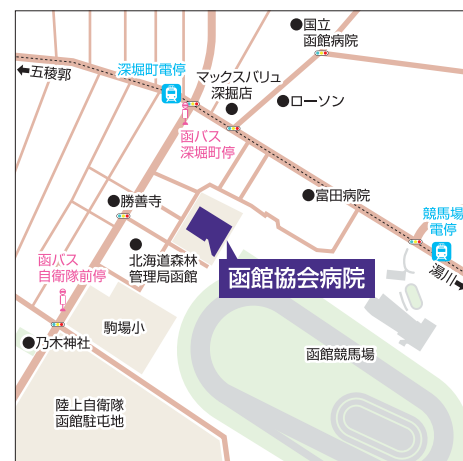 国立
函館病院
五稜郭
深堀町電停
マックスバリュ
深掘店
ローソン
函バス
深堀町停
勝善寺
富田病院
競馬場
電停
湯川
北海道森林
管理局函館
函館協会病院
函バス
自衛隊前停
駒場小
乃木神社
函館競馬場
陸上自衛隊
函館駐屯地